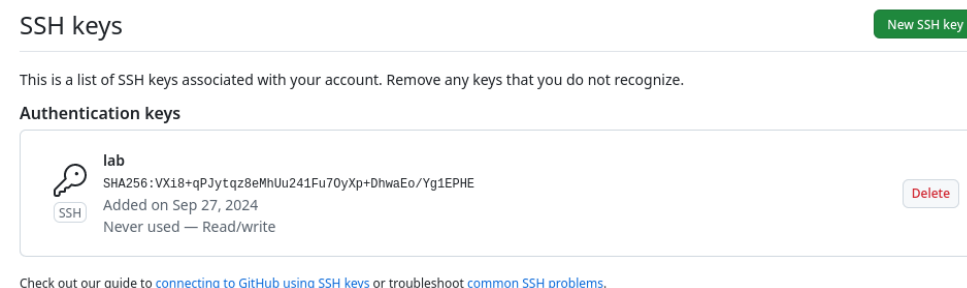 SSH keys
New SSH key
This is a list of SSH keys associated with your account. Remove any keys that you do not recognize.
Authentication keys
lab
SHA256:VXi8+qPJytqz8eMhUu241Fu7OyXp+DhwaEo/Yg1EPHE
Added on Sep 27, 2024
Never used — Read/write
SSH
Delete
Check out our guide to connecting to GitHub using SSH keys or troubleshoot common SSH problems.